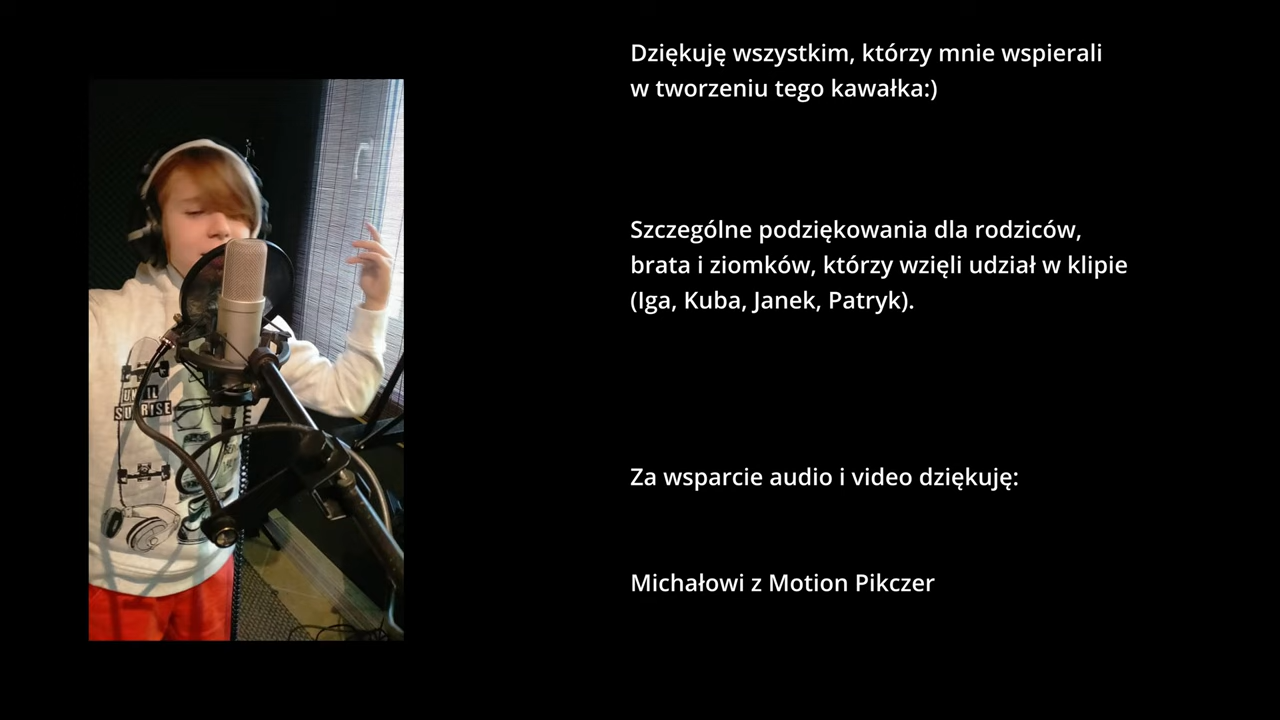 Dziękuję wszystkim, którzy mnie wspierali
w tworzeniu tego kawałka:)
Szczególne podziękowania dla rodziców,
brata i ziomków, którzy wzięli udział w klipie
(Iga, Kuba, Janek, Patryk).
Za wsparcie audio i video dziękuję:
Michałowi z Motion Pikczer
SUNRISE